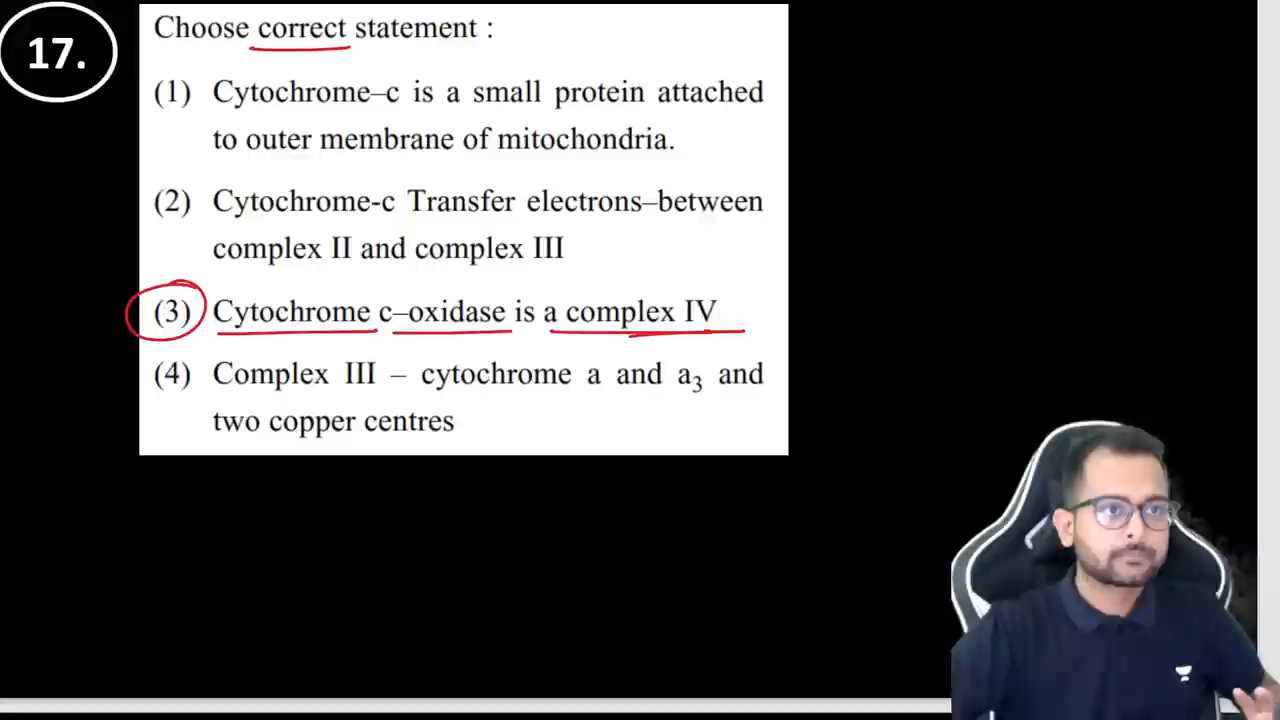 17.
Choose correct statement :
(1) Cytochrome–c is a small protein attached
to outer membrane of mitochondria.
(2) Cytochrome-c Transfer electrons–between
complex II and complex III
(3) Cytochrome c–oxidase is a complex IV
(4) Complex III – cytochrome a and a₃ and
two copper centres